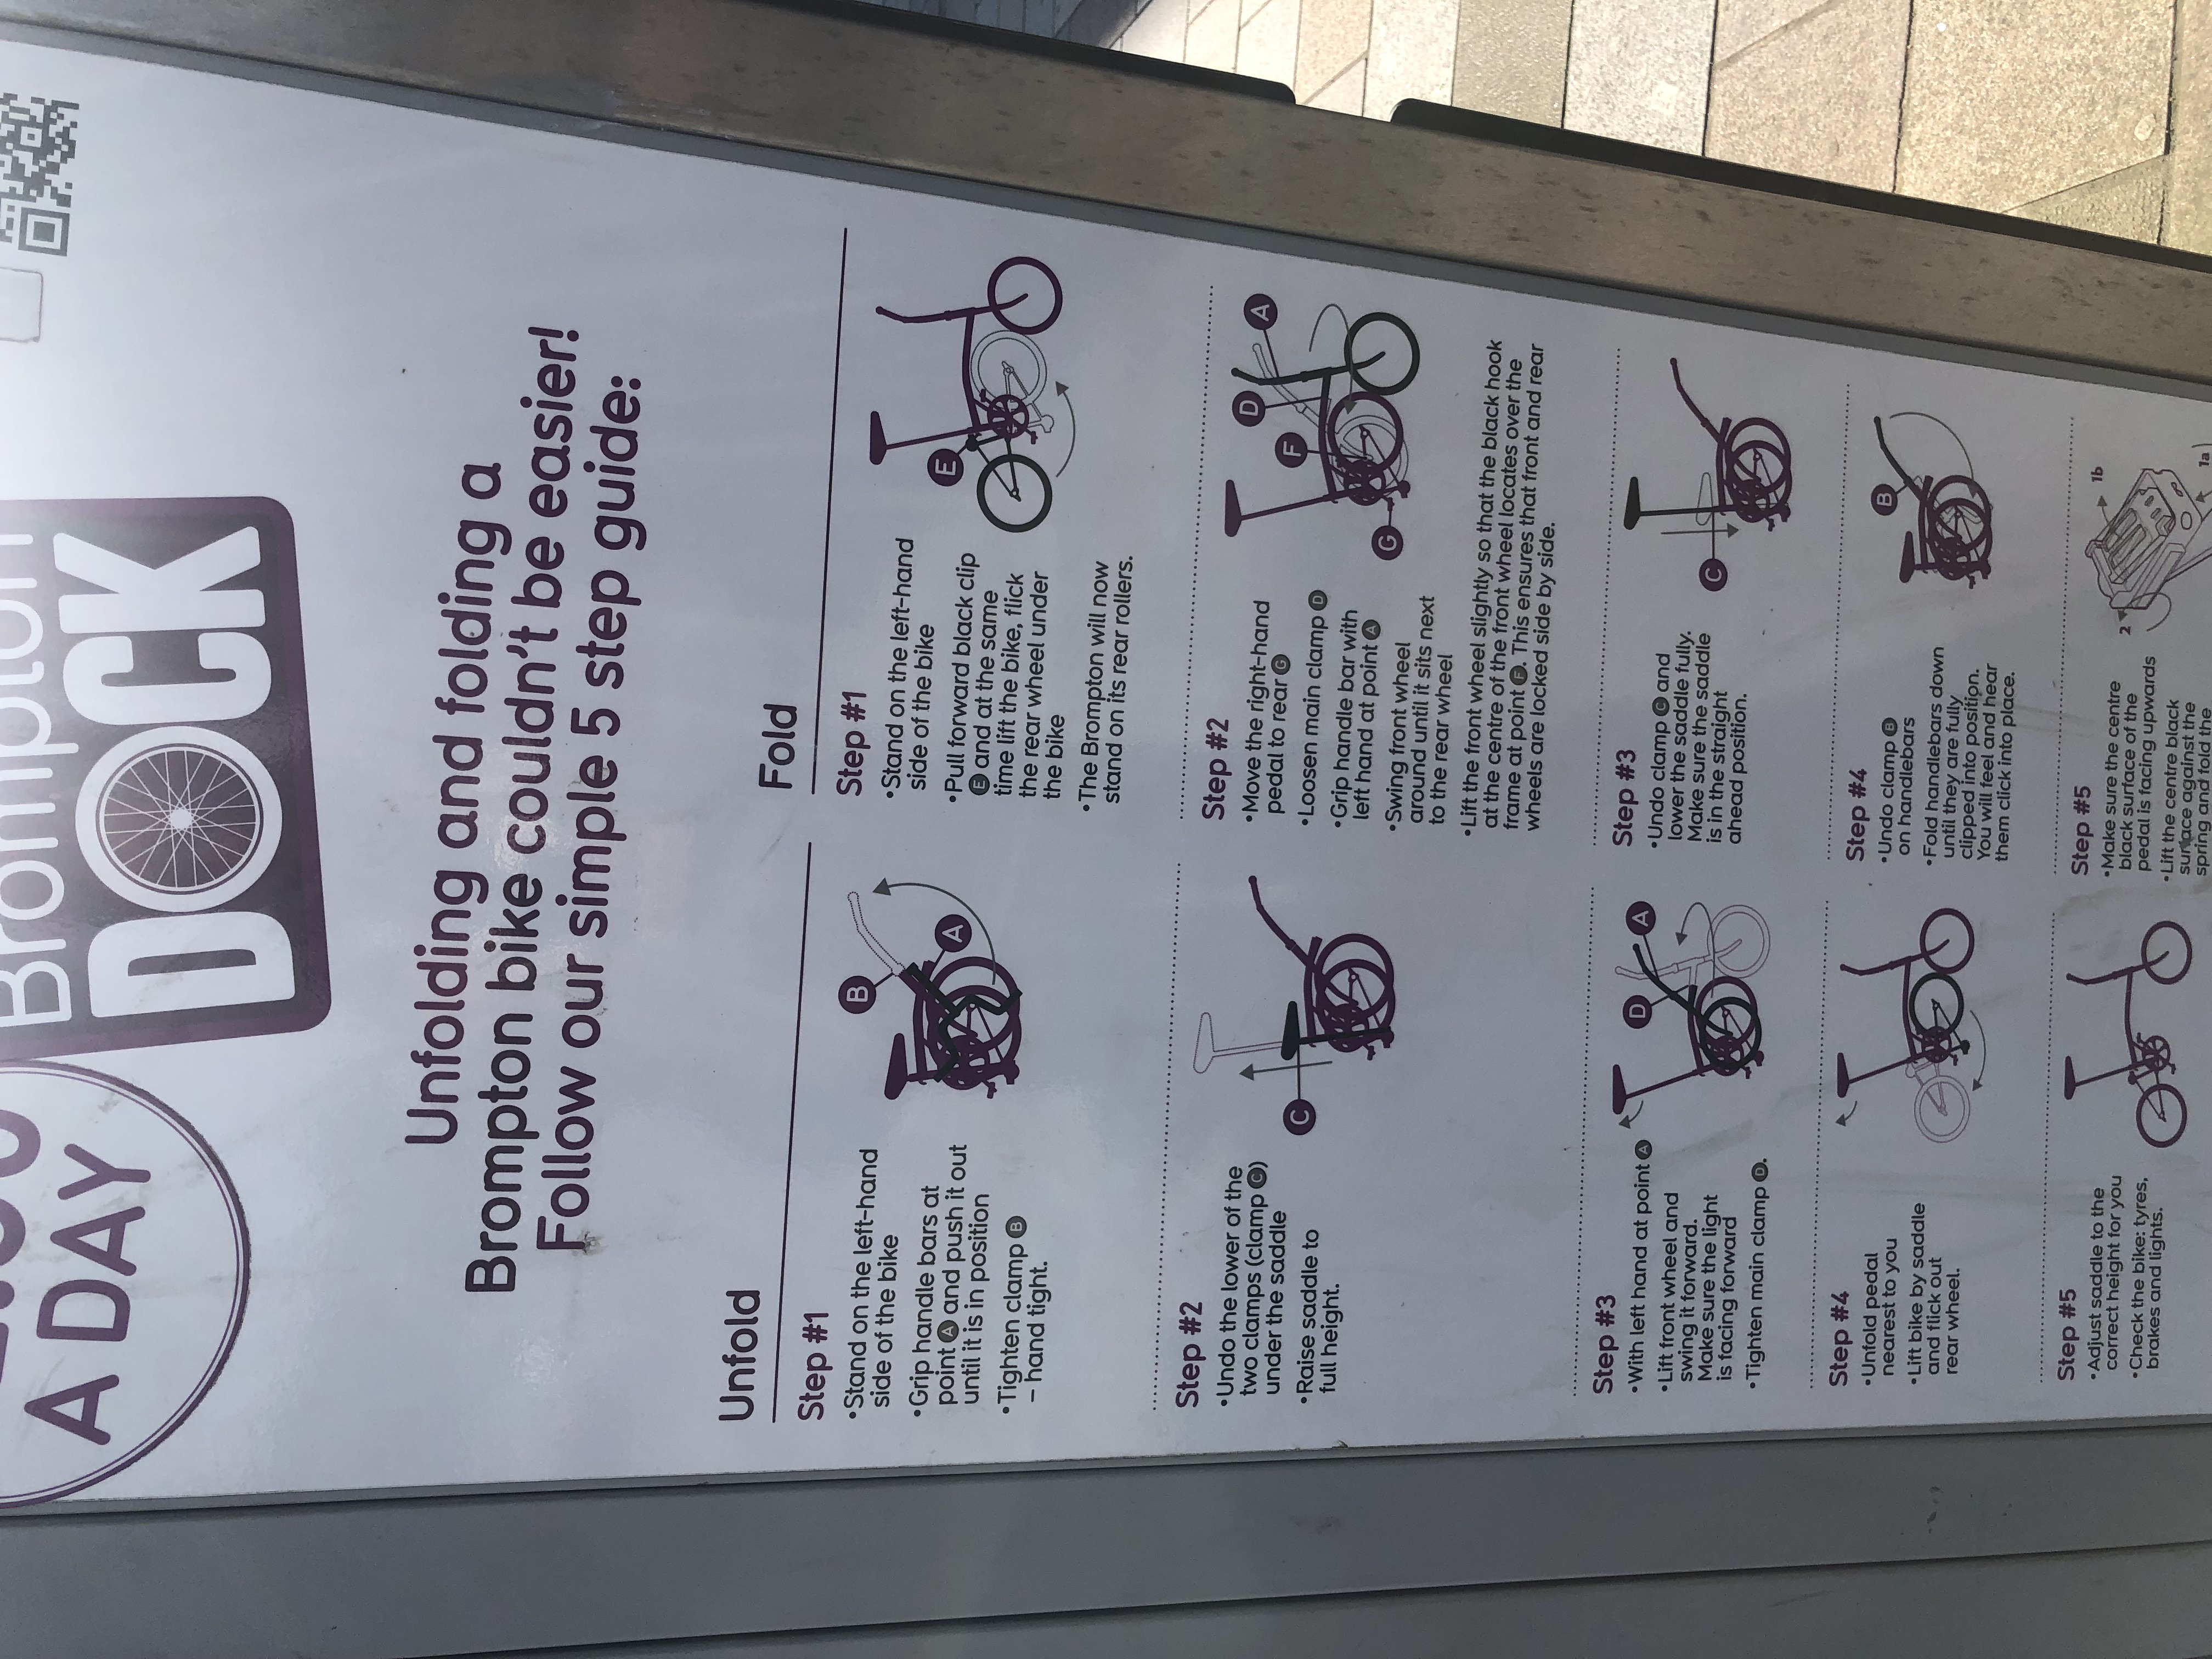 A DAY
Brompton
DOCK
Unfolding and folding a
Brompton bike couldn't be easier!
Follow our simple 5 step guide:
Unfold
Step #1
•Stand on the left-hand
side of the bike
•Grip handle bars at
point A and push it out
until it is in position
•Tighten clamp B
– hand tight.
B
A
Step #2
•Undo the lower of the
two clamps (clamp C)
under the saddle
•Raise saddle to
full height.
C
Step #3
•With left hand at point A
•Lift front wheel and
swing it forward.
Make sure the light
is facing forward
•Tighten main clamp D.
D
A
Step #4
•Unfold pedal
nearest to you
•Lift bike by saddle
and flick out
rear wheel.
Step #5
•Adjust saddle to the
correct height for you
•Check the bike: tyres,
brakes and lights.
Fold
Step #1
•Stand on the left-hand
side of the bike
•Pull forward black clip
E and at the same
time lift the bike, flick
the rear wheel under
the bike
•The Brompton will now
stand on its rear rollers.
E
Step #2
•Move the right-hand
pedal to rear G
•Loosen main clamp D
•Grip handle bar with
left hand at point A
•Swing front wheel
around until it sits next
to the rear wheel
•Lift the front wheel slightly so that the black hook
at the centre of the front wheel locates over the
frame at point F. This ensures that front and rear
wheels are locked side by side.
D
A
F
G
Step #3
•Undo clamp C and
lower the saddle fully.
Make sure the saddle
is in the straight
ahead position.
C
Step #4
•Undo clamp B
on handlebars
•Fold handlebars down
until they are fully
clipped into position.
You will feel and hear
them click into place.
B
Step #5
•Make sure the centre
black surface of the
pedal is facing upwards
•Lift the centre black
surface against the
spring and fold the
1b
2
1a